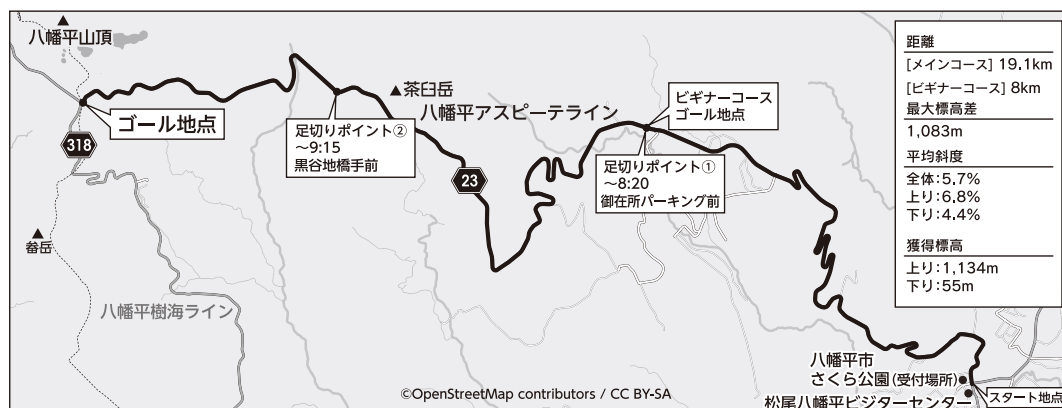 八幡平山頂
ゴール地点
318
畚岳
八幡平樹海ライン
足切りポイント②
～9:15
黒谷地橋手前
茶臼岳
八幡平アスピーテライン
23
ビギナーコース
ゴール地点
足切りポイント①
～8:20
御在所パーキング前
距離
[メインコース] 19.1km
[ビギナーコース] 8km
最大標高差
1,083m
平均斜度
全体:5.7%
上り:6.8%
下り:4.4%
獲得標高
上り:1,134m
下り:55m
八幡平市
さくら公園(受付場所)
松尾八幡平ビジターセンター
スタート地点
©OpenStreetMap contributors / CC BY-SA